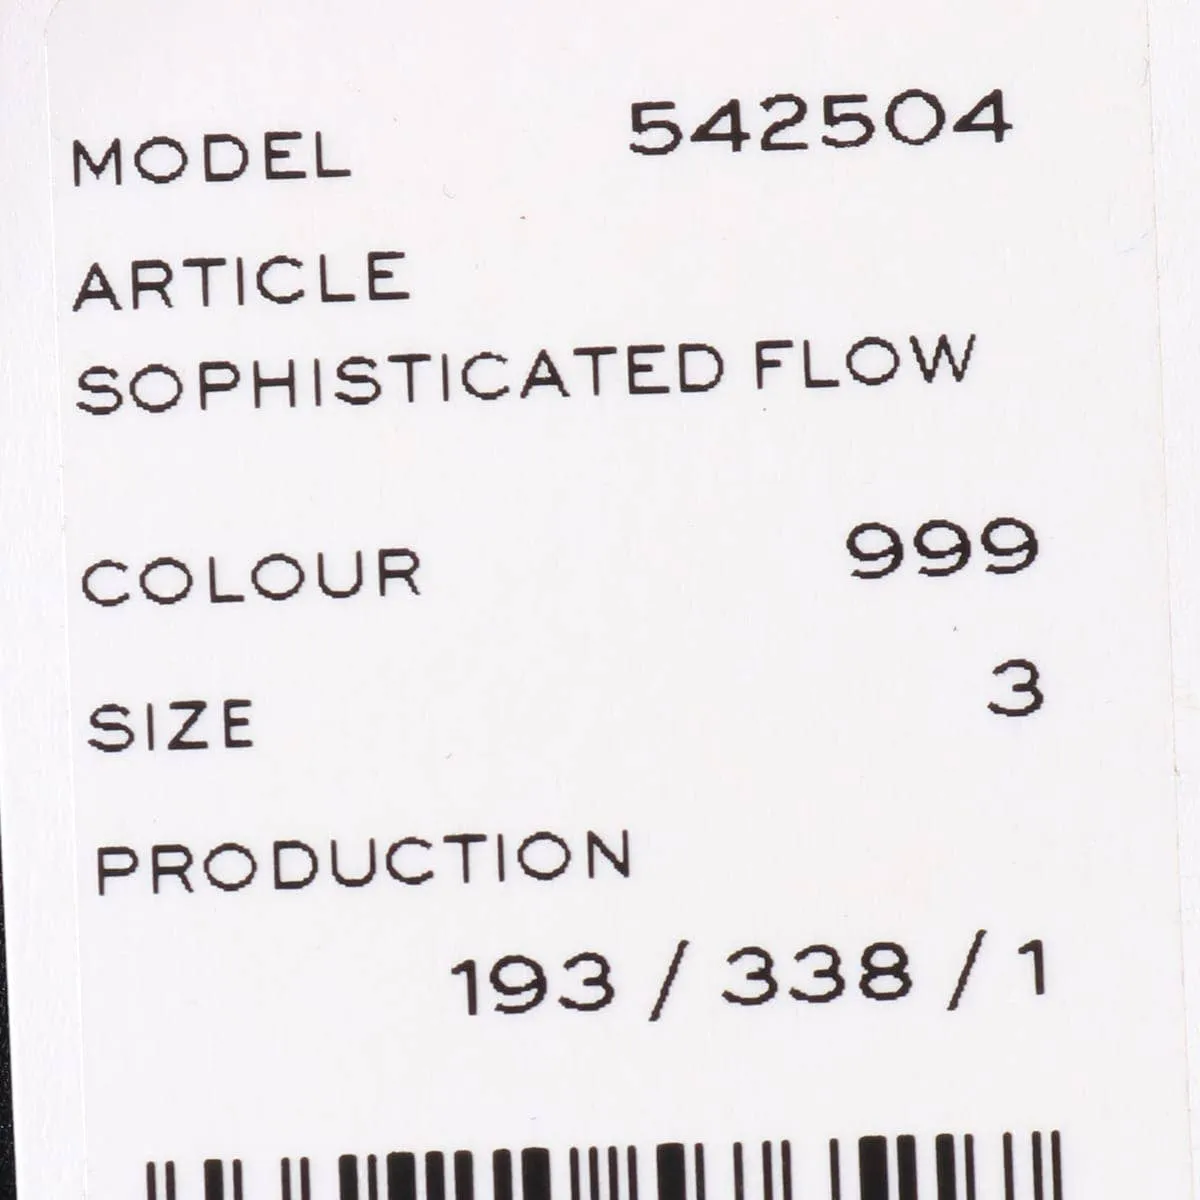 MODEL 542504
ARTICLE
SOPHISTICATED FLOW
COLOUR 999
SIZE 3
PRODUCTION
193 / 338 / 1